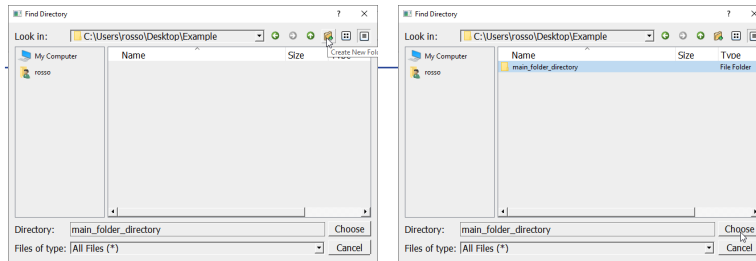 Find Directory ? ×
Look in: C:\Users\rosso\Desktop\Example
My Computer
rosso
Name Size Type
Create New Fol
Directory: main_folder_directory Choose
Files of type: All Files (*) Cancel
Find Directory ? ×
Look in: C:\Users\rosso\Desktop\Example
My Computer
rosso
Name Size Type
main_folder_directory File Folder
Directory: main_folder_directory Choose
Files of type: All Files (*) Cancel